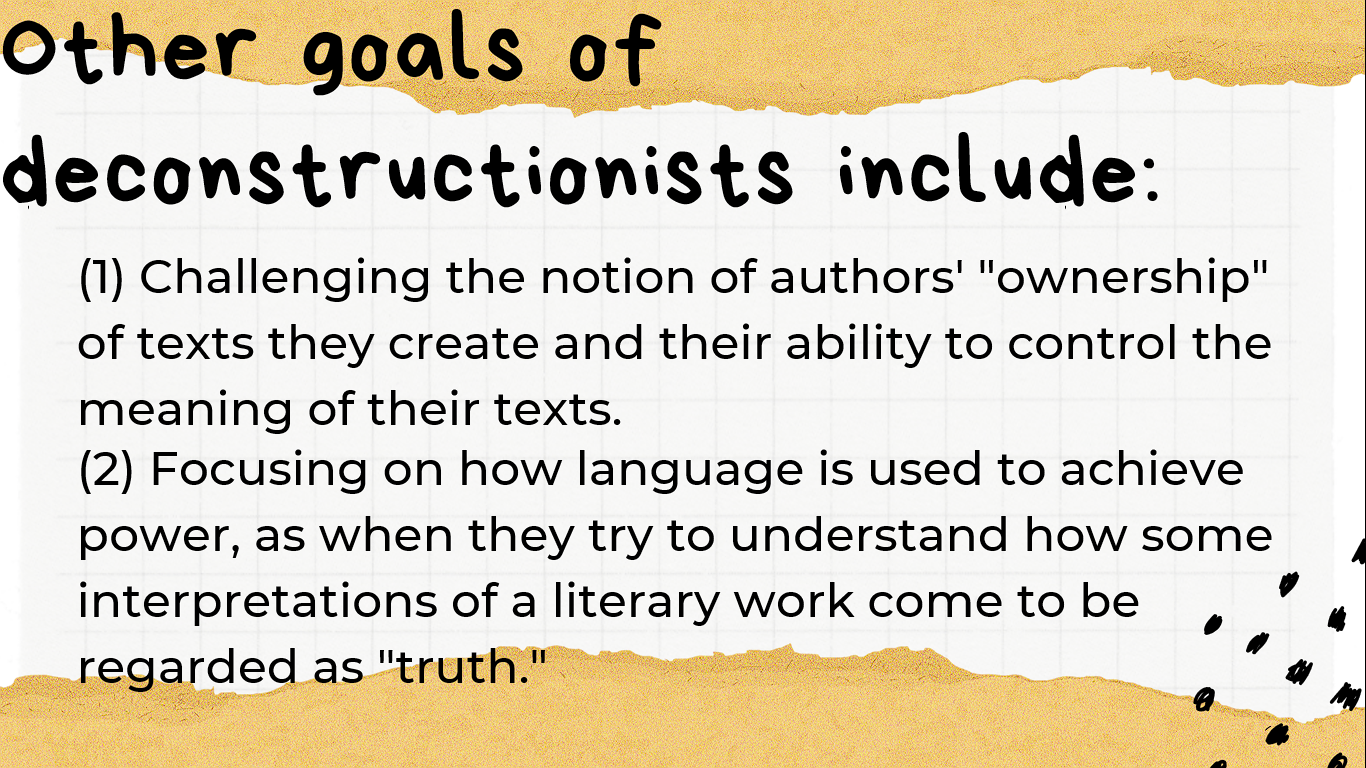 Other goals of
deconstructionists include:
(1) Challenging the notion of authors' "ownership"
of texts they create and their ability to control the
meaning of their texts.
(2) Focusing on how language is used to achieve
power, as when they try to understand how some
interpretations of a literary work come to be
regarded as "truth."